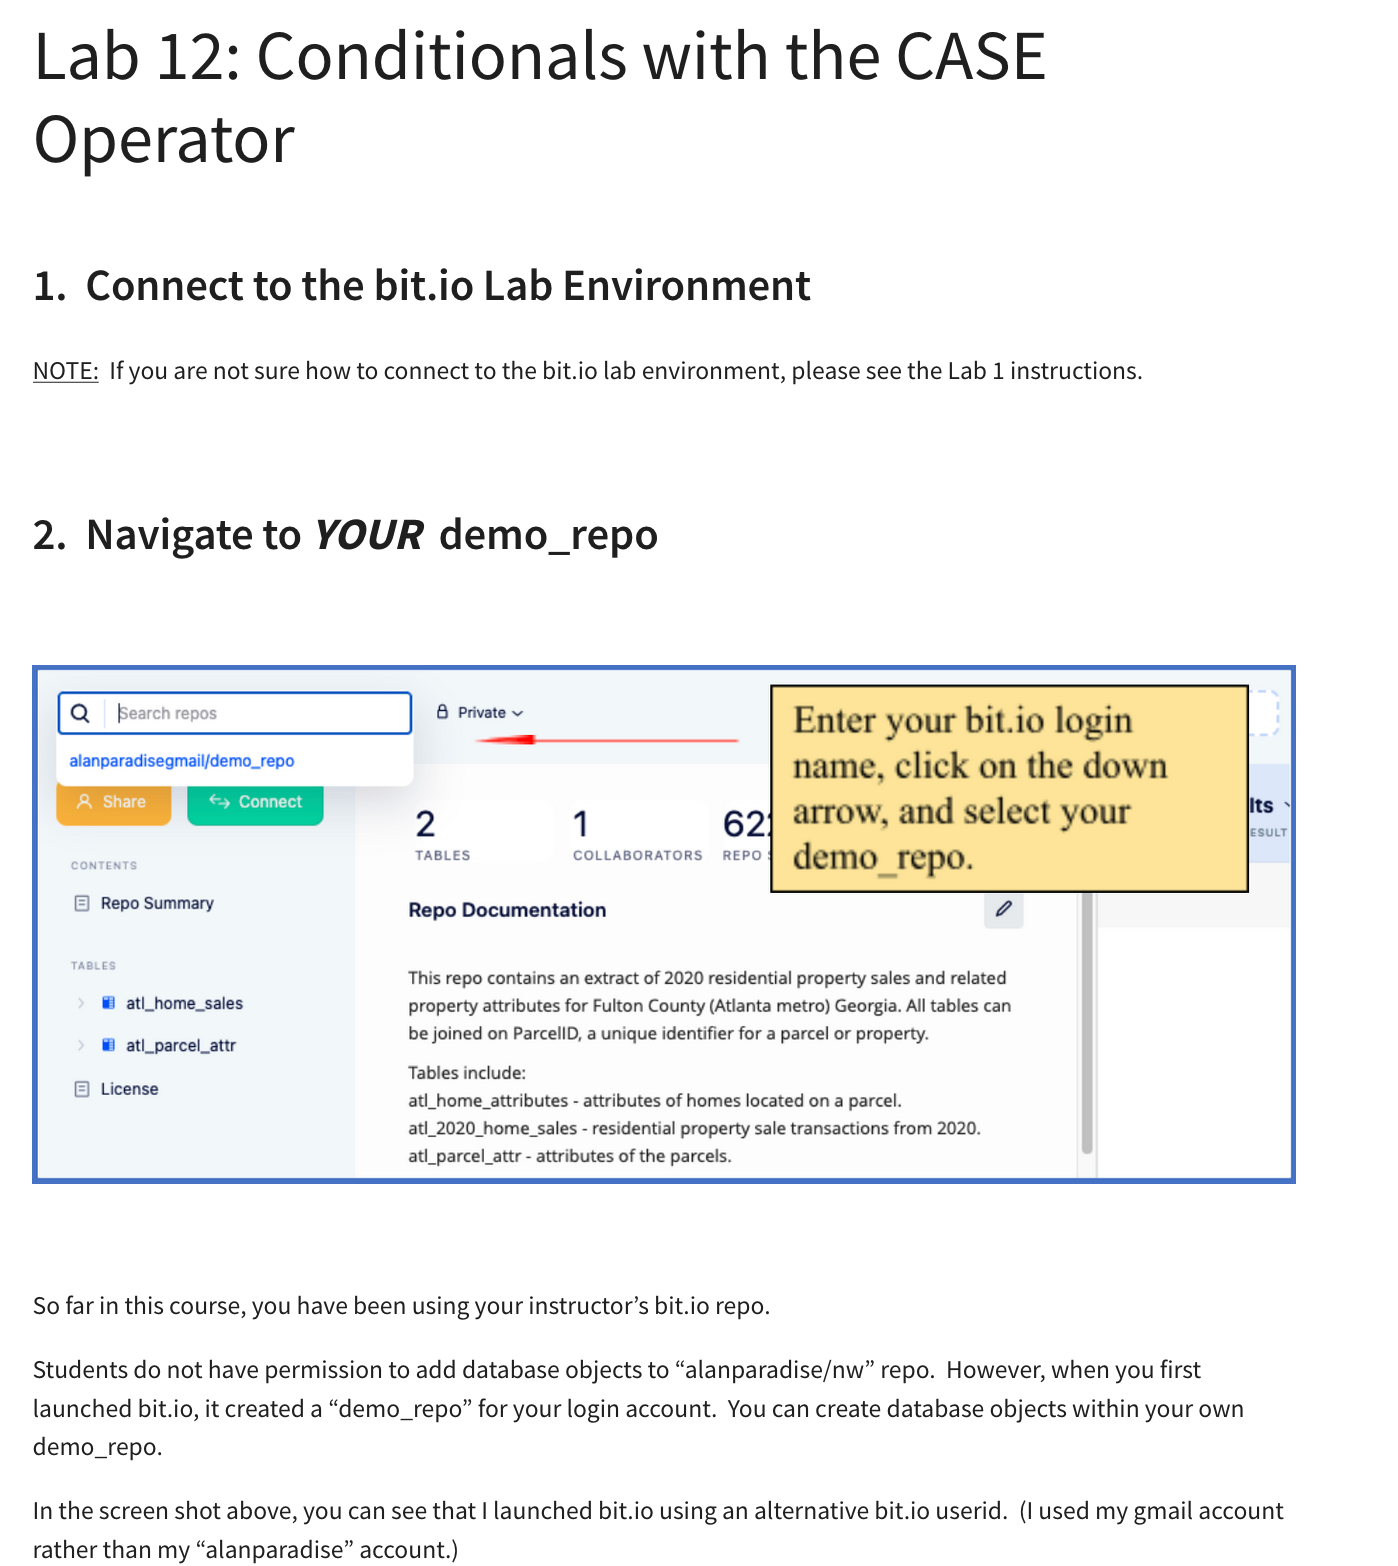 Lab 12: Conditionals with the CASE
Operator
1. Connect to the bit.io Lab Environment
NOTE: If you are not sure how to connect to the bit.io lab environment, please see the Lab 1 instructions.
2. Navigate to YOUR demo_repo
Search repos
Private
alanparadisegmail/demo_repo
Enter your bit.io login
name, click on the down
arrow, and select your
demo_repo.
Share
Connect
2
TABLES
1
COLLABORATORS
REPO
CONTENTS
Repo Summary
TABLES
atl_home_sales
atl_parcel_attr
License
Repo Documentation
This repo contains an extract of 2020 residential property sales and related
property attributes for Fulton County (Atlanta metro) Georgia. All tables can
be joined on ParcelID, a unique identifier for a parcel or property.
Tables include:
atl_home_attributes - attributes of homes located on a parcel.
atl_2020_home_sales - residential property sale transactions from 2020.
atl_parcel_attr - attributes of the parcels.
So far in this course, you have been using your instructor’s bit.io repo.
Students do not have permission to add database objects to “alanparadise/nw” repo. However, when you first
launched bit.io, it created a “demo_repo” for your login account. You can create database objects within your own
demo_repo.
In the screen shot above, you can see that I launched bit.io using an alternative bit.io userid. (I used my gmail account
rather than my “alanparadise” account.)